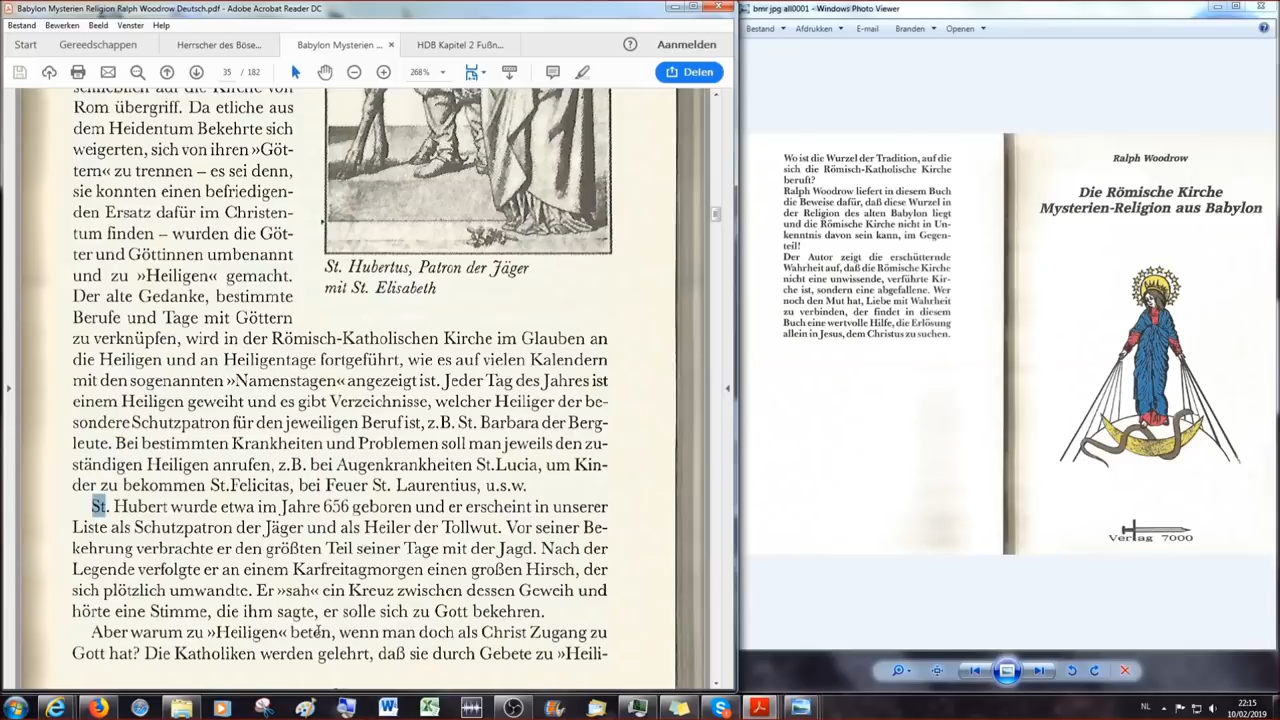 Babylon Mysterien Religion Ralph Woodrow Deutsch.pdf - Adobe Acrobat Reader DC
Bestand Bewerken Beeld Venster Help
Start Gereedschappen Herrscher des Böse... Babylon Mysterien ... × HDB Kapitel 2 Fußn... Aanmelden
35 / 182 268% Delen
schließlich auf die Kirche von
Rom übergriff. Da etliche aus
dem Heidentum Bekehrte sich
weigerten, sich von ihren »Göt-
tern« zu trennen – es sei denn,
sie konnten einen befriedigen-
den Ersatz dafür im Christen-
tum finden – wurden die Göt-
ter und Göttinnen umbenannt
und zu »Heiligen« gemacht.
Der alte Gedanke, bestimmte
Berufe und Tage mit Göttern
St. Hubertus, Patron der Jäger
mit St. Elisabeth
zu verknüpfen, wird in der Römisch-Katholischen Kirche im Glauben an
die Heiligen und an Heiligentage fortgeführt, wie es auf vielen Kalendern
mit den sogenannten »Namenstagen« angezeigt ist. Jeder Tag des Jahres ist
einem Heiligen geweiht und es gibt Verzeichnisse, welcher Heiliger der be-
sondere Schutzpatron für den jeweiligen Beruf ist, z.B. St. Barbara der Berg-
leute. Bei bestimmten Krankheiten und Problemen soll man jeweils den zu-
ständigen Heiligen anrufen, z.B. bei Augenkrankheiten St.Lucia, um Kin-
der zu bekommen St.Felicitas, bei Feuer St. Laurentius, u.s.w.
St. Hubert wurde etwa im Jahre 656 geboren und er erscheint in unserer
Liste als Schutzpatron der Jäger und als Heiler der Tollwut. Vor seiner Be-
kehrung verbrachte er den größten Teil seiner Tage mit der Jagd. Nach der
Legende verfolgte er an einem Karfreitagmorgen einen großen Hirsch, der
sich plötzlich umwandte. Er »sah« ein Kreuz zwischen dessen Geweih und
hörte eine Stimme, die ihm sagte, er solle sich zu Gott bekehren.
Aber warum zu »Heiligen« beten, wenn man doch als Christ Zugang zu
Gott hat? Die Katholiken werden gelehrt, daß sie durch Gebete zu »Heili-
bmr jpg all0001 - Windows Photo Viewer
Bestand Afdrukken E-mail Branden Openen
Wo ist die Wurzel der Tradition, auf die
sich die Römisch-Katholische Kirche
beruft?
Ralph Woodrow liefert in diesem Buch
die Beweise dafür, daß diese Wurzel in
der Religion des alten Babylon liegt
und die Römische Kirche nicht in Un-
kenntnis davon sein kann, im Gegen-
teil!
Der Autor zeigt die erschütternde
Wahrheit auf, daß die Römische Kirche
nicht eine unwissende, verführte Kir-
che ist, sondern eine abgefallene. Wer
noch den Mut hat, Liebe mit Wahrheit
zu verbinden, der findet in diesem
Buch eine wertvolle Hilfe, die Erlösung
allein in Jesus, dem Christus zu suchen.
Ralph Woodrow
Die Römische Kirche
Mysterien-Religion aus Babylon
Verlag 7000
NL 22:15
10/02/2019